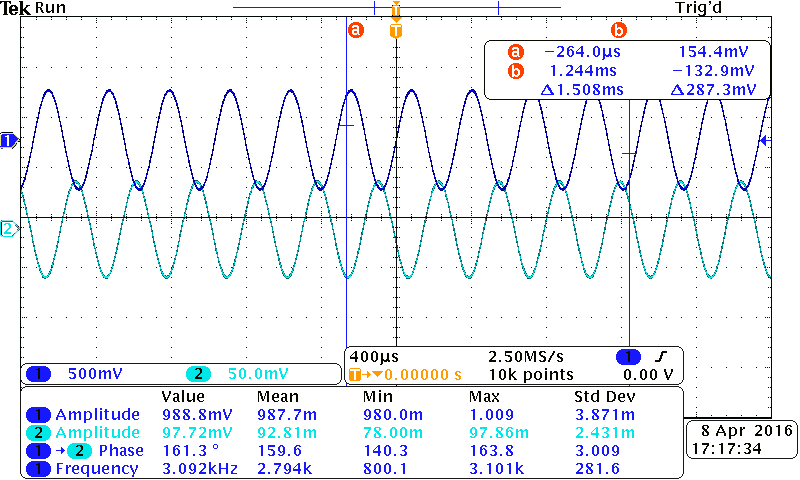 Tek Run Trig'd
a T b
a −264.0µs 154.4mV
b 1.244ms −132.9mV
Δ1.508ms Δ287.3mV
1
2
1 500mV 2 50.0mV
400µs 2.50MS/s 1
T→▼0.00000 s 10k points 0.00 V
Value Mean Min Max Std Dev
1 Amplitude 988.8mV 987.7m 980.0m 1.009 3.871m
2 Amplitude 97.72mV 92.81m 78.00m 97.86m 2.431m
1 → 2 Phase 161.3 ° 159.6 140.3 163.8 3.009
1 Frequency 3.092kHz 2.794k 800.1 3.101k 281.6
8 Apr 2016
17:17:34